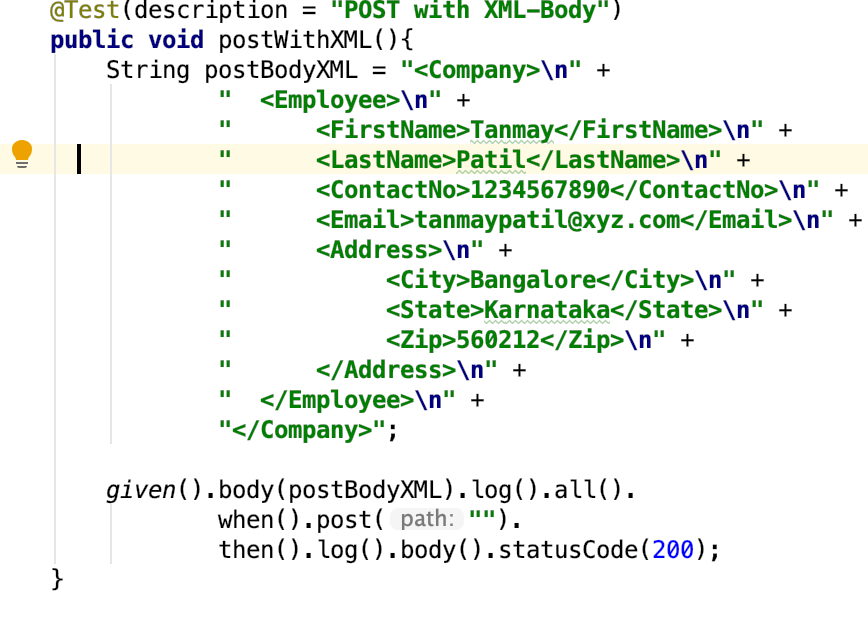 @Test(description = "POST with XML-Body")
public void postWithXML(){
String postBodyXML = "<Company>\n" +
"  <Employee>\n" +
"      <FirstName>Tanmay</FirstName>\n" +
"      <LastName>Patil</LastName>\n" +
"      <ContactNo>1234567890</ContactNo>\n" +
"      <Email>tanmaypatil@xyz.com</Email>\n" +
"      <Address>\n" +
"           <City>Bangalore</City>\n" +
"           <State>Karnataka</State>\n" +
"           <Zip>560212</Zip>\n" +
"      </Address>\n" +
"  </Employee>\n" +
"</Company>";
given().body(postBodyXML).log().all().
when().post( path: "").
then().log().body().statusCode(200);
}